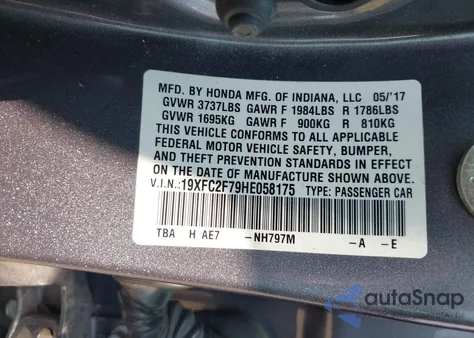 MFD. BY HONDA MFG. OF INDIANA, LLC 05/'17
GVWR 3737LBS GAWR F 1984LBS R 1786LBS
GVWR 1695KG GAWR F 900KG R 810KG
THIS VEHICLE CONFORMS TO ALL APPLICABLE
FEDERAL MOTOR VEHICLE SAFETY, BUMPER,
AND THEFT PREVENTION STANDARDS IN EFFECT
ON THE DATE OF MANUFACTURE SHOWN ABOVE.
V.I.N.:19XFC2F79HE058175 TYPE: PASSENGER CAR
TBA H AE7 -NH797M -A -E
autoSnap